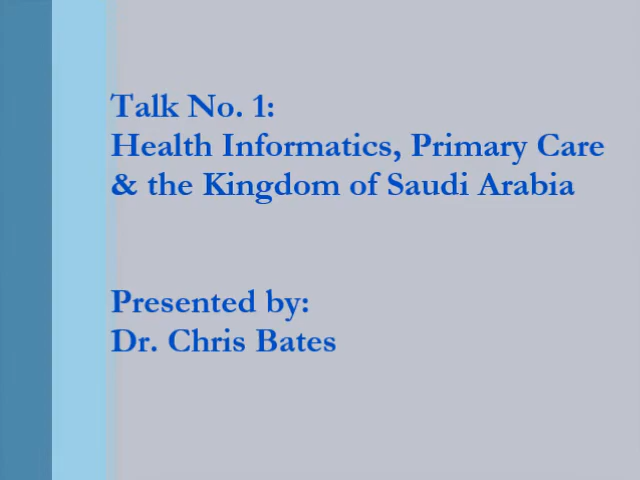 Talk No. 1:
Health Informatics, Primary Care
& the Kingdom of Saudi Arabia
Presented by:
Dr. Chris Bates